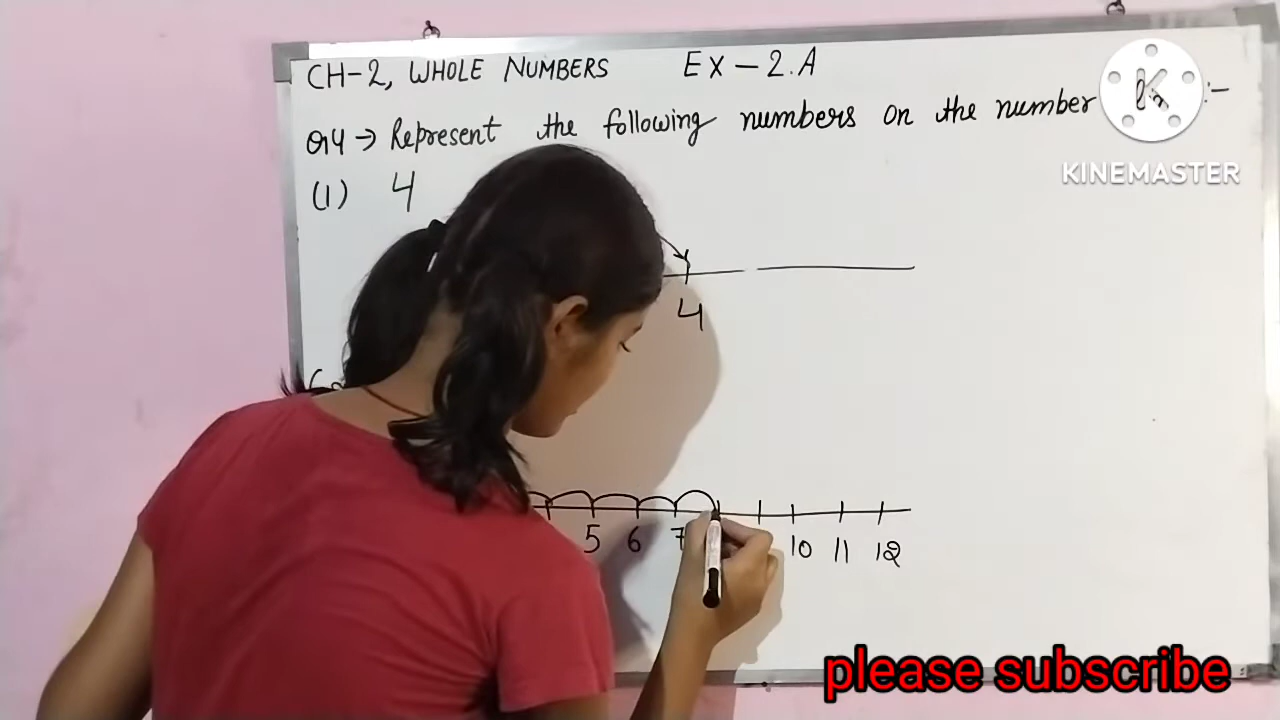 CH-2, WHOLE NUMBERS EX - 2.A
Q4 → Represent the following numbers on the number :-
(1) 4
4
5 6 7 10 11 12
KINEMASTER
please subscribe